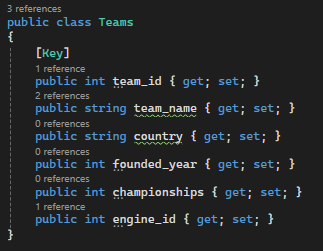 3 references
public class Teams
{
[Key]
1 reference
public int team_id { get; set; }
2 references
public string team_name { get; set; }
0 references
public string country { get; set; }
0 references
public int founded_year { get; set; }
0 references
public int championships { get; set; }
1 reference
public int engine_id { get; set; }
}